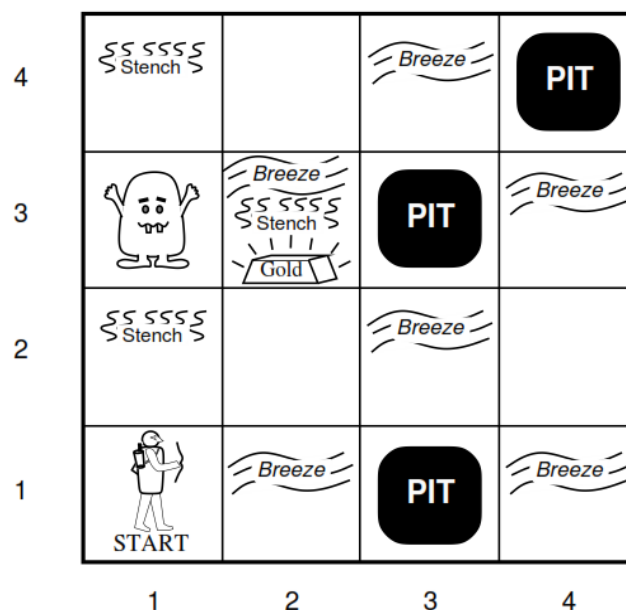 4 Stench Breeze PIT
3 Breeze PIT Breeze
Stench
Gold
2 Stench Breeze
1 Breeze PIT Breeze
START
1 2 3 4